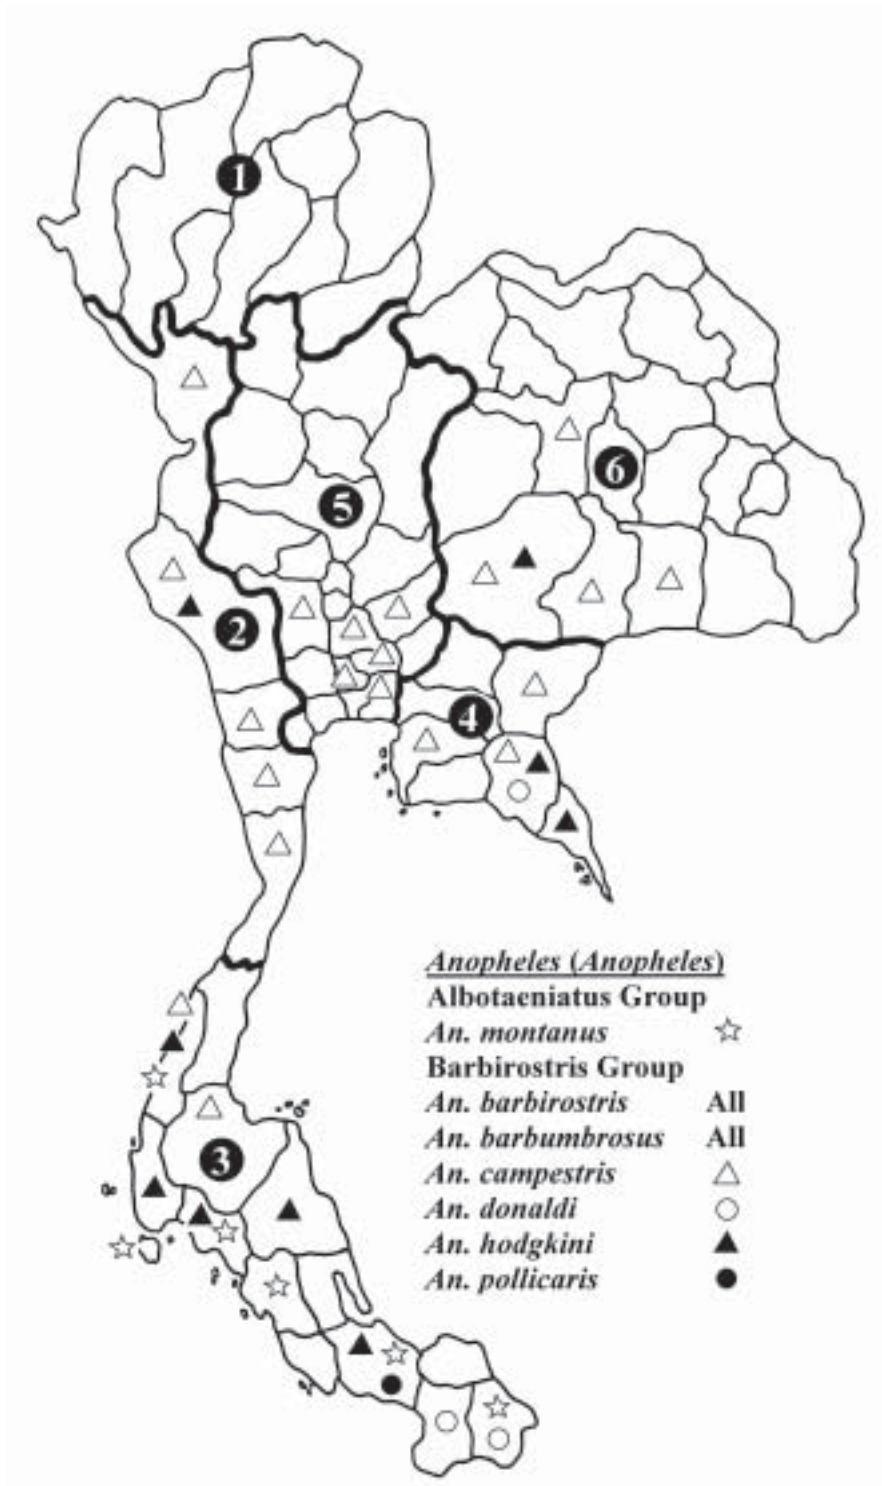 1
6
5
2
4
Anopheles (Anopheles)
Albotaeniatus Group
An. montanus
Barbirostris Group
An. barbirostris All
An. barbumbrosus All
An. campestris
3
An. donaldi
An. hodgkini
An. pollicaris